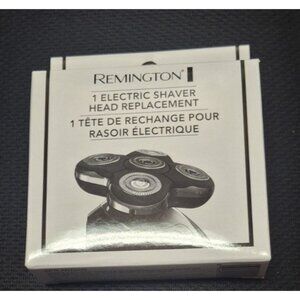 REMINGTON
1 ELECTRIC SHAVER
HEAD REPLACEMENT
1 TÊTE DE RECHANGE POUR
RASOIR ÉLECTRIQUE